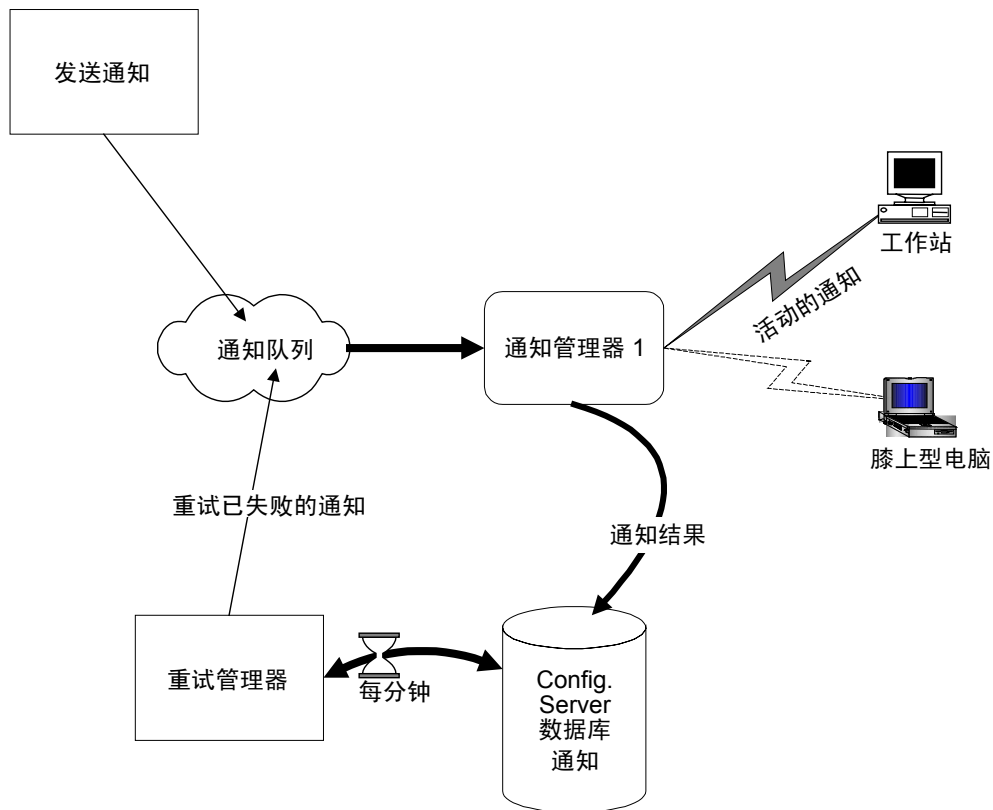 发送通知
工作站
活动的通知
通知队列
通知管理器 1
膝上型电脑
重试已失败的通知
通知结果
重试管理器
每分钟
Config.
Server
数据库
通知